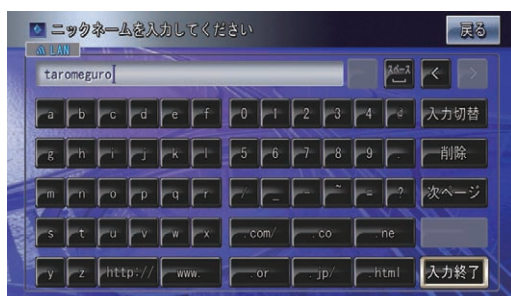 ニックネームを入力してください 戻る
LAN
taromeguro スペース <  >
a b c d e f 0 1 2 3 4 @ 入力切替
g h i j k l 5 6 7 8 9 . 削除
m n o p q r / _ - ~ = ? 次ページ
s t u v w x .com/ .co .ne
y z http:// www. .or .jp/ .html 入力終了